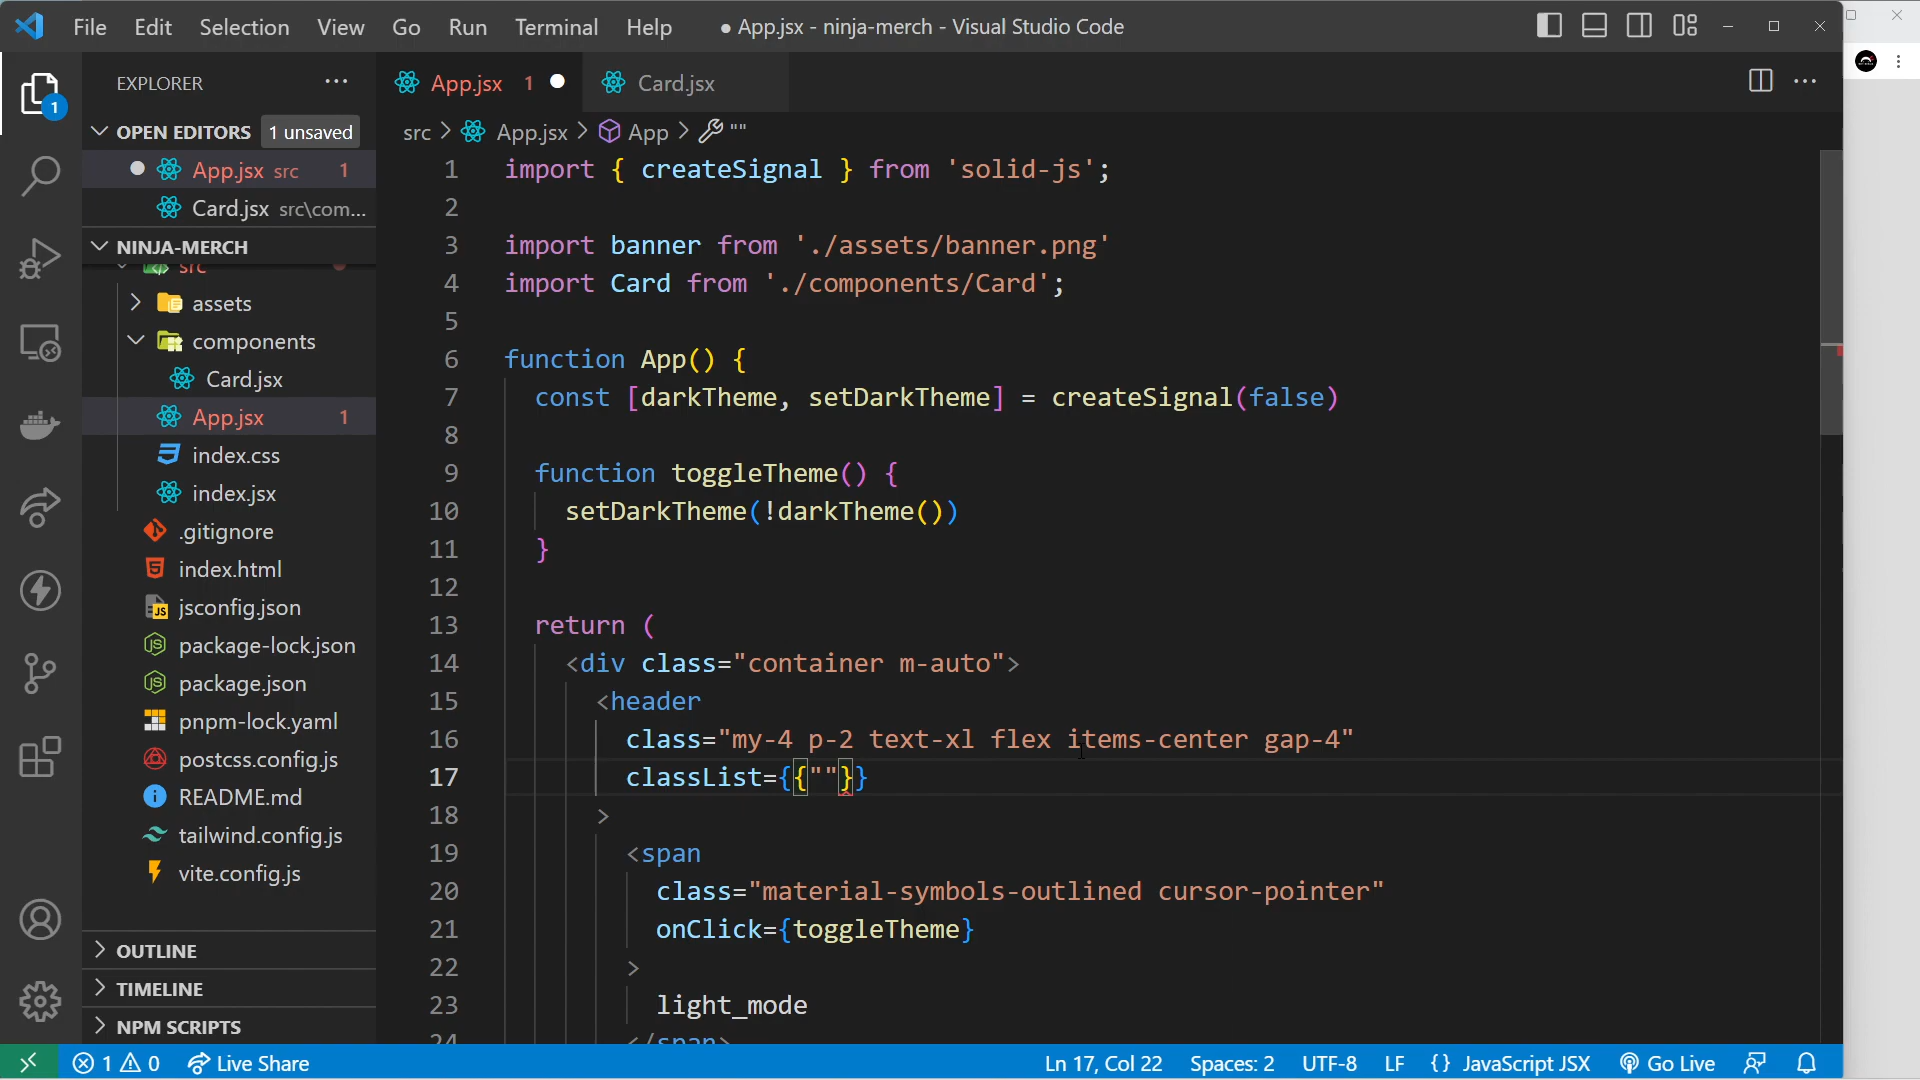 File Edit Selection View Go Run Terminal Help ● App.jsx - ninja-merch - Visual Studio Code
EXPLORER ...
App.jsx 1 Card.jsx
1
OPEN EDITORS 1 unsaved
App.jsx src 1
Card.jsx src\com...
NINJA-MERCH
src
assets
components
Card.jsx
App.jsx 1
index.css
index.jsx
.gitignore
index.html
jsconfig.json
package-lock.json
package.json
pnpm-lock.yaml
postcss.config.js
README.md
tailwind.config.js
vite.config.js
OUTLINE
TIMELINE
NPM SCRIPTS
src > App.jsx > App > ""
1 import { createSignal } from 'solid-js';
2
3 import banner from './assets/banner.png'
4 import Card from './components/Card';
5
6 function App() {
7 const [darkTheme, setDarkTheme] = createSignal(false)
8
9 function toggleTheme() {
10 setDarkTheme(!darkTheme())
11 }
12
13 return (
14 <div class="container m-auto">
15 <header
16 class="my-4 p-2 text-xl flex items-center gap-4"
17 classList={{""}}
18 >
19 <span
20 class="material-symbols-outlined cursor-pointer"
21 onClick={toggleTheme}
22 >
23 light_mode
24 </span>
1 0 Live Share Ln 17, Col 22 Spaces: 2 UTF-8 LF {} JavaScript JSX Go Live